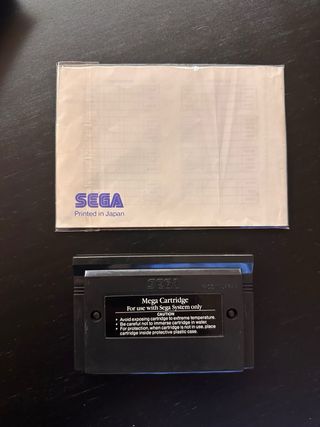 SEGA
Printed in Japan
SEGA
Mega Cartridge
For use with Sega System only
CAUTION
• Avoid exposing cartridge to extreme temperature.
• Be careful not to immerse cartridge in water.
• For protection, when cartridge is not in use, place
cartridge inside protective plastic case.